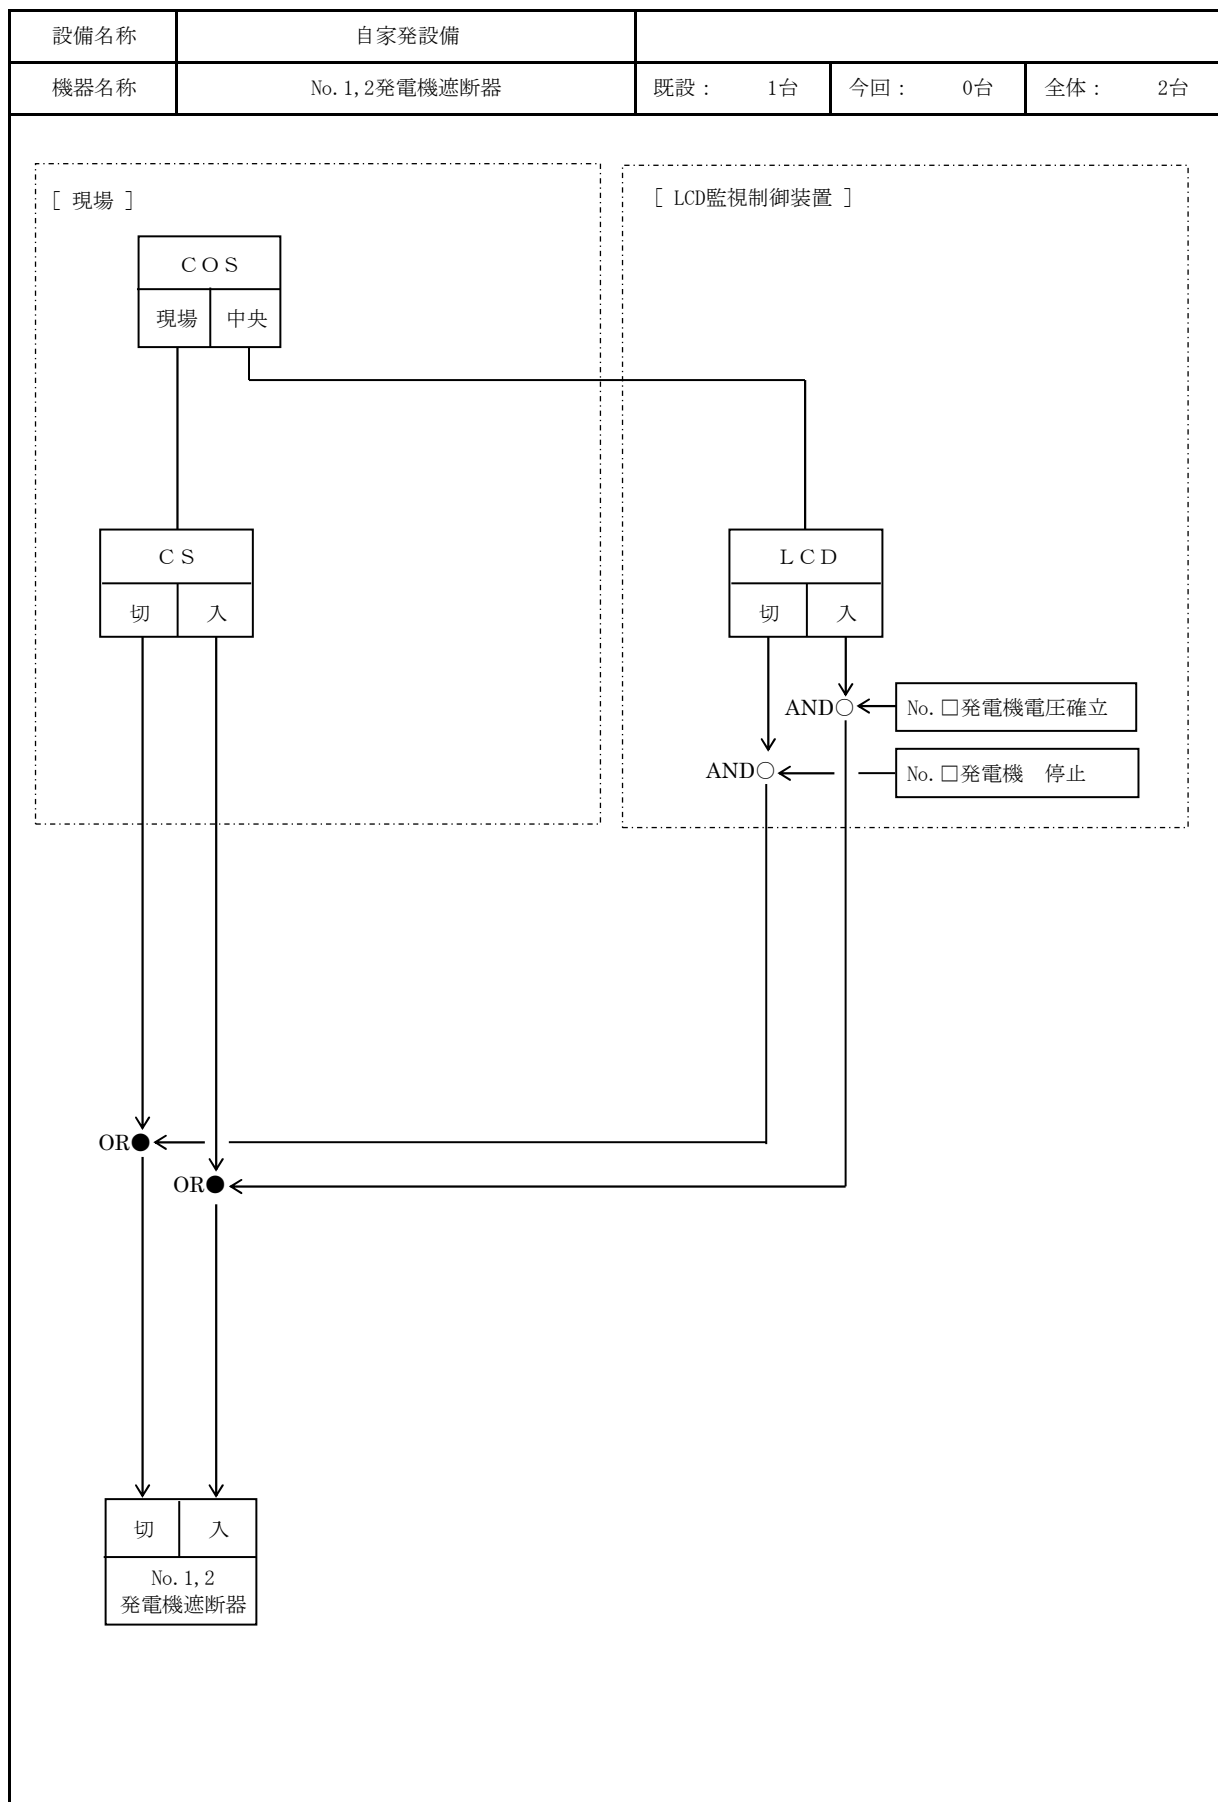 設備名称 自家発設備
機器名称 No.1,2発電機遮断器 既設： 1台 今回： 0台 全体： 2台
[ 現場 ]
[ LCD監視制御装置 ]
ＣＯＳ
現場 中央
ＣＳ
切 入
ＬＣＤ
切 入
AND○ No.□発電機電圧確立
AND○ No.□発電機　停止
OR●
OR●
切 入
No.1,2
発電機遮断器